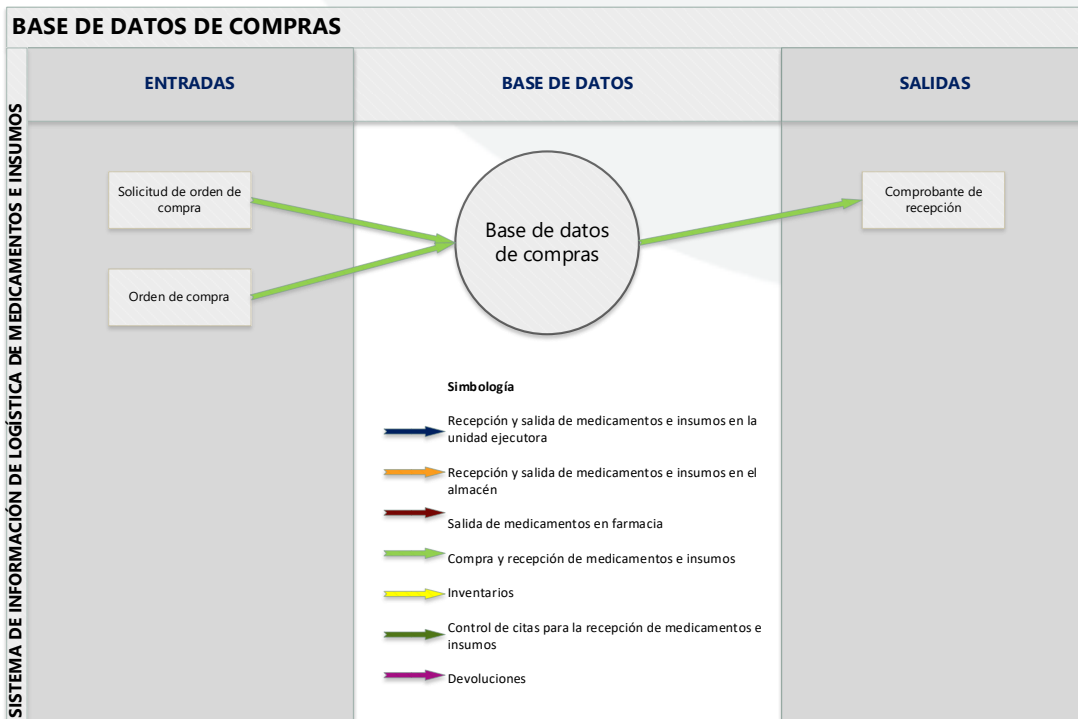 BASE DE DATOS DE COMPRAS
SISTEMA DE INFORMACIÓN DE LOGÍSTICA DE MEDICAMENTOS E INSUMOS
ENTRADAS
BASE DE DATOS
SALIDAS
Solicitud de orden de
compra
Orden de compra
Base de datos
de compras
Comprobante de
recepción
Simbología
Recepción y salida de medicamentos e insumos en la
unidad ejecutora
Recepción y salida de medicamentos e insumos en el
almacén
Salida de medicamentos en farmacia
Compra y recepción de medicamentos e insumos
Inventarios
Control de citas para la recepción de medicamentos e
insumos
Devoluciones